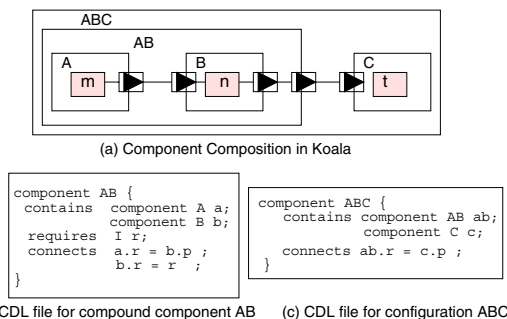 ABC
AB
A
B
C
m
n
t
(a) Component Composition in Koala
component AB {
contains component A a;
component B b;
requires I r;
connects a.r = b.p ;
b.r = r ;
}
component ABC {
contains component AB ab;
component C c;
connects ab.r = c.p ;
}
CDL file for compound component AB
(c) CDL file for configuration ABC